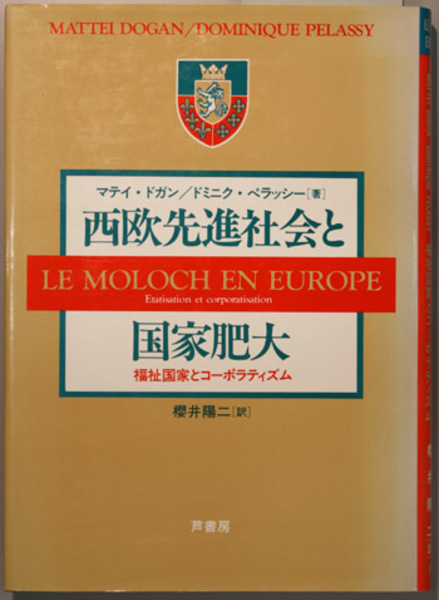 MATTEI DOGAN/DOMINIQUE PELASSY
マテイ・ドガン/ドミニク・ペラッシー[著]
西欧先進社会と
LE MOLOCH EN EUROPE
Etatisation et corporatisation
国家肥大
福祉国家とコーポラティズム
櫻井陽二[訳]
芦書房